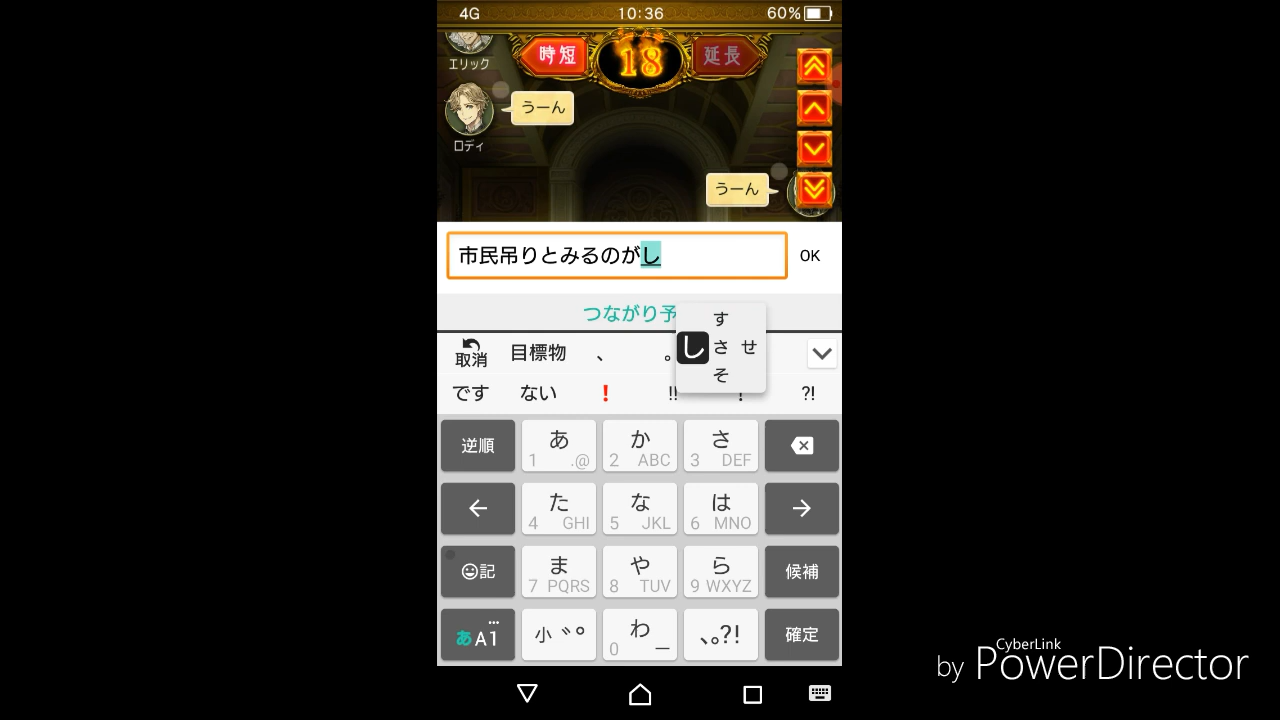 4G 10:36 60%
時短 18 延長
エリック
うーん
ロディ
うーん
市民吊りとみるのがし OK
つながり予
す
し さ せ
そ
取消 目標物 、 。
です ない ! !! ! ?!
逆順 あ 1 .@ か 2 ABC さ 3 DEF
← た 4 GHI な 5 JKL は 6 MNO →
記 ま 7 PQRS や 8 TUV ら 9 WXYZ 候補
あA1 小゛゜ わ 0 ー 、。?! 確定
CyberLink
by PowerDirector